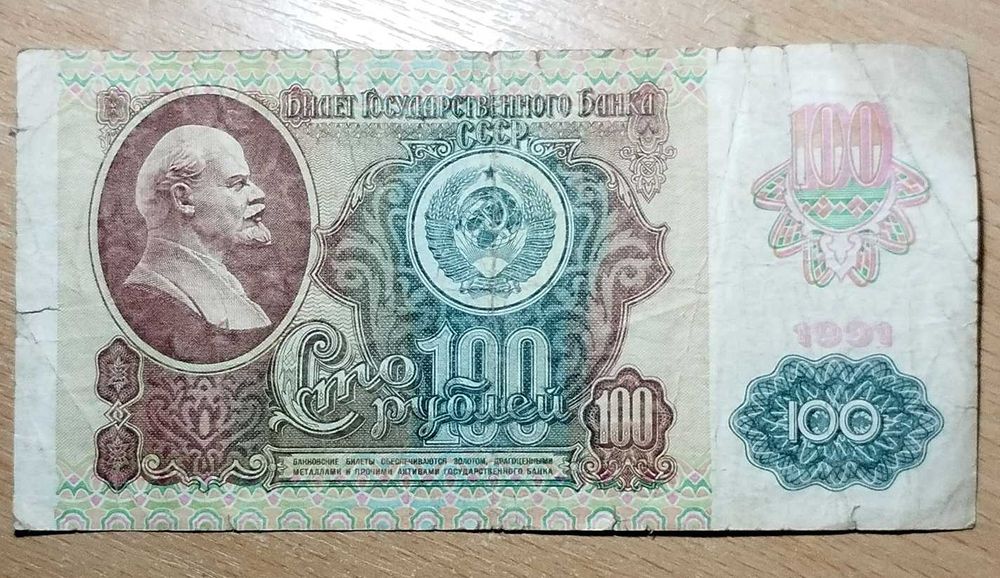 Билет Государственного Банка
СССР
100
1991
Сто 100
рублей
100
100
БАНКОВСКИЕ БИЛЕТЫ ОБЕСПЕЧИВАЮТСЯ ЗОЛОТОМ, ДРАГОЦЕННЫМИ
МЕТАЛЛАМИ И ПРОЧИМИ АКТИВАМИ ГОСУДАРСТВЕННОГО БАНКА